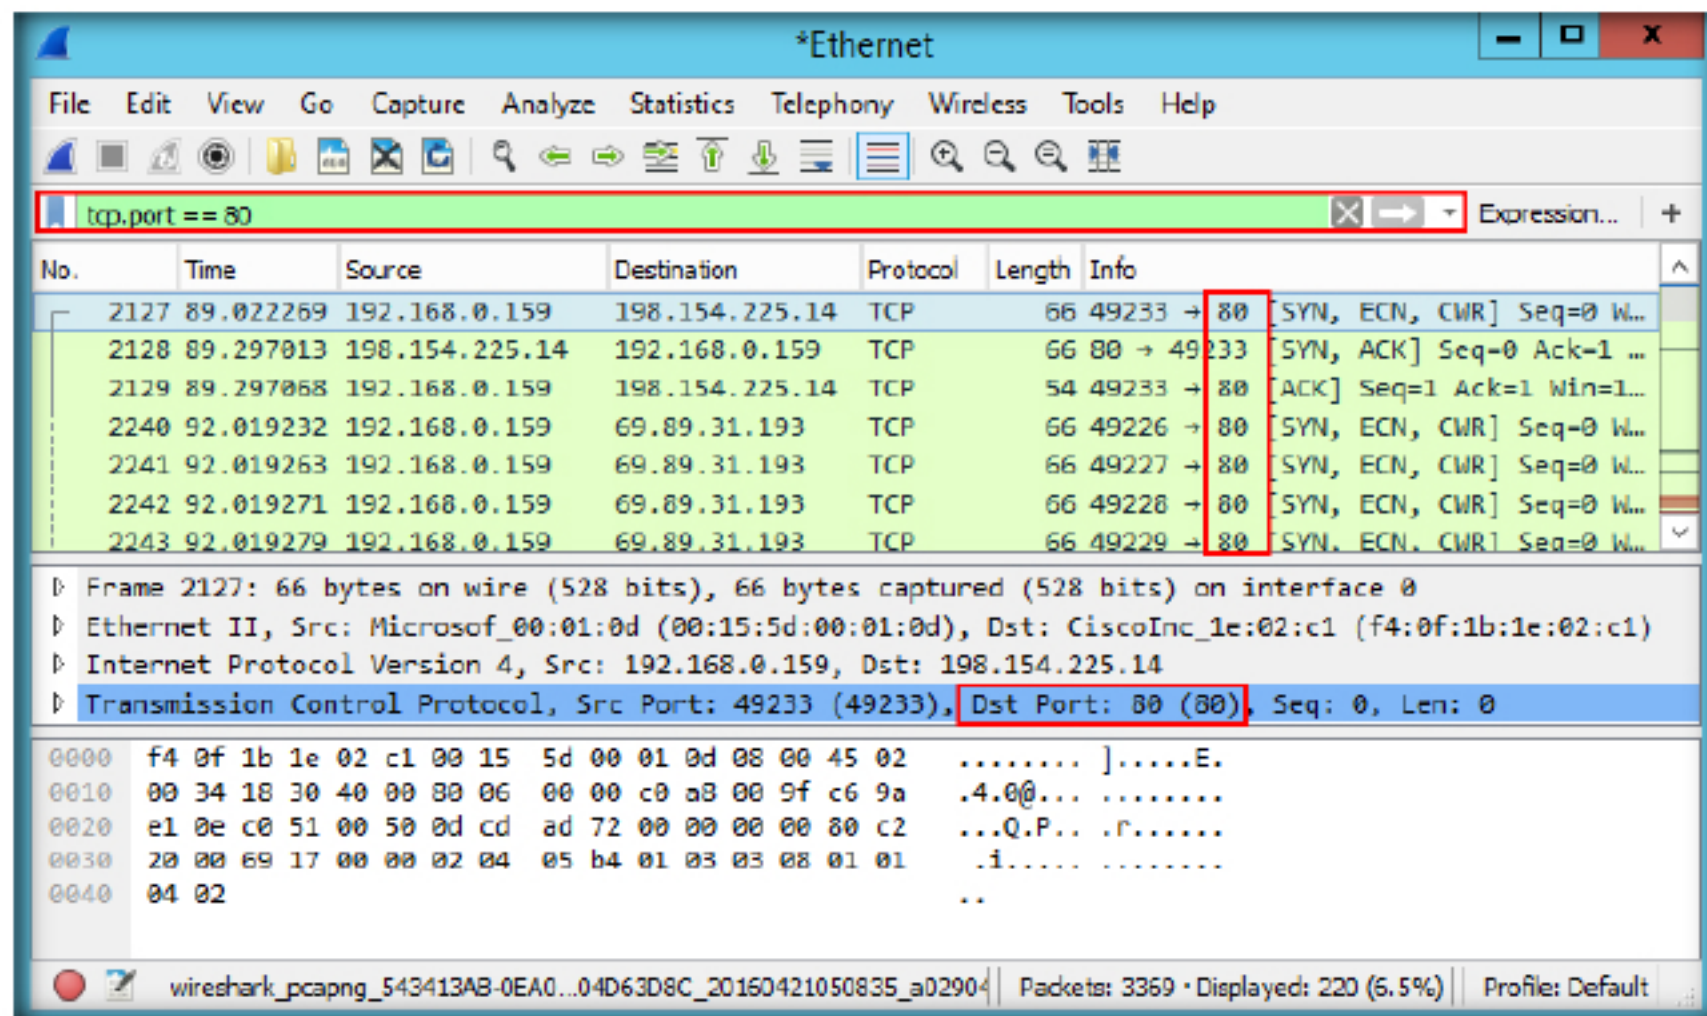 *Ethernet
File Edit View Go Capture Analyze Statistics Telephony Wireless Tools Help
tcp.port == 80 Expression... +
No. Time Source Destination Protocol Length Info
2127 89.022269 192.168.0.159 198.154.225.14 TCP 66 49233 → 80 [SYN, ECN, CWR] Seq=0 W…
2128 89.297013 198.154.225.14 192.168.0.159 TCP 66 80 → 49233 [SYN, ACK] Seq=0 Ack=1 …
2129 89.297068 192.168.0.159 198.154.225.14 TCP 54 49233 → 80 [ACK] Seq=1 Ack=1 Win=1…
2240 92.019232 192.168.0.159 69.89.31.193 TCP 66 49226 → 80 [SYN, ECN, CWR] Seq=0 W…
2241 92.019263 192.168.0.159 69.89.31.193 TCP 66 49227 → 80 [SYN, ECN, CWR] Seq=0 W…
2242 92.019271 192.168.0.159 69.89.31.193 TCP 66 49228 → 80 [SYN, ECN, CWR] Seq=0 W…
2243 92.019279 192.168.0.159 69.89.31.193 TCP 66 49229 → 80 [SYN, ECN, CWR] Seq=0 W…
Frame 2127: 66 bytes on wire (528 bits), 66 bytes captured (528 bits) on interface 0
Ethernet II, Src: Microsof_00:01:0d (00:15:5d:00:01:0d), Dst: CiscoInc_1e:02:c1 (f4:0f:1b:1e:02:c1)
Internet Protocol Version 4, Src: 192.168.0.159, Dst: 198.154.225.14
Transmission Control Protocol, Src Port: 49233 (49233), Dst Port: 80 (80), Seq: 0, Len: 0
0000 f4 0f 1b 1e 02 c1 00 15 5d 00 01 0d 08 00 45 02 ........ ].....E.
0010 00 34 18 30 40 00 80 06 00 00 c0 a8 00 9f c6 9a .4.0@... ........
0020 e1 0e c0 51 00 50 0d cd ad 72 00 00 00 00 80 c2 ...Q.P.. .r......
0030 20 00 69 17 00 00 02 04 05 b4 01 03 03 08 01 01 .i..... ........
0040 04 02 ..
wireshark_pcapng_543413AB-0EA0...04D63D8C_20160421050835_a02904 Packets: 3369 · Displayed: 220 (6.5%) Profile: Default